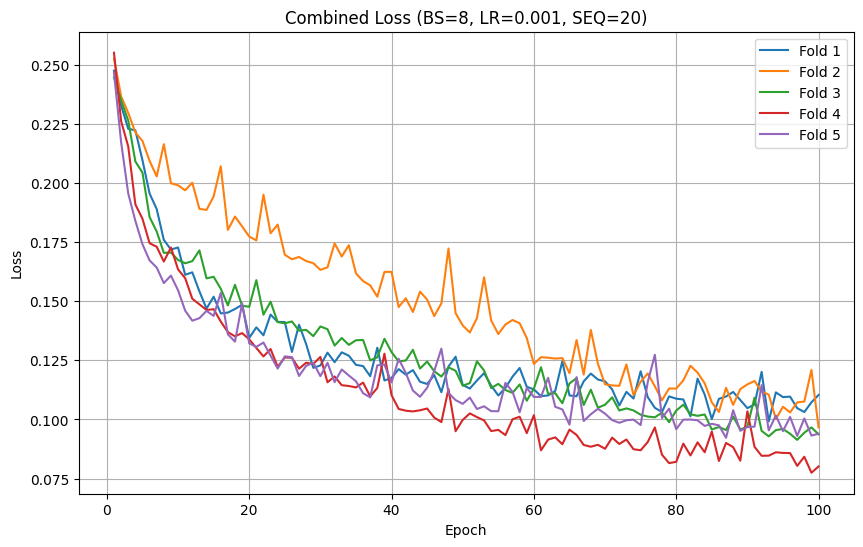 Combined Loss (BS=8, LR=0.001, SEQ=20)
Fold 1
Fold 2
Fold 3
Fold 4
Fold 5
Loss
0.250
0.225
0.200
0.175
0.150
0.125
0.100
0.075
0 20 40 60 80 100
Epoch